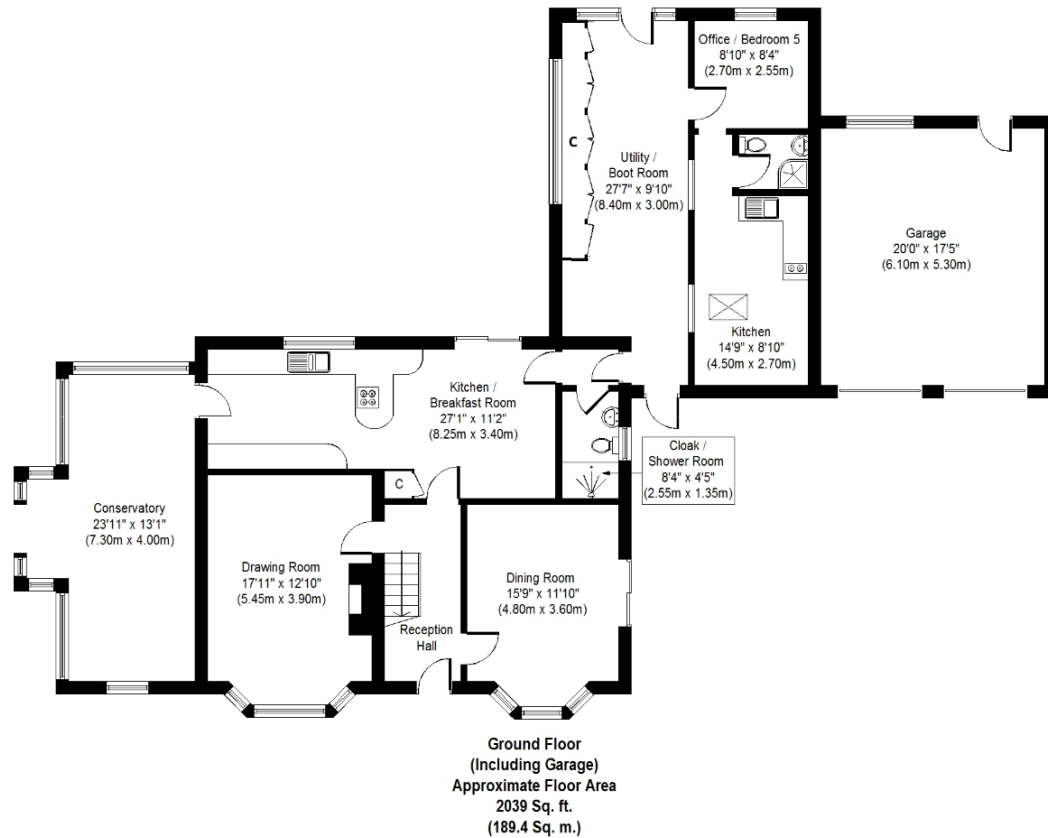 Office / Bedroom 5
8'10" x 8'4"
(2.70m x 2.55m)
C
Utility /
Boot Room
27'7" x 9'10"
(8.40m x 3.00m)
Garage
20'0" x 17'5"
(6.10m x 5.30m)
Kitchen
14'9" x 8'10"
(4.50m x 2.70m)
Kitchen /
Breakfast Room
27'1" x 11'2"
(8.25m x 3.40m)
Cloak /
Shower Room
8'4" x 4'5"
(2.55m x 1.35m)
C
Conservatory
23'11" x 13'1"
(7.30m x 4.00m)
Drawing Room
17'11" x 12'10"
(5.45m x 3.90m)
Dining Room
15'9" x 11'10"
(4.80m x 3.60m)
Reception
Hall
Ground Floor
(Including Garage)
Approximate Floor Area
2039 Sq. ft.
(189.4 Sq. m.)